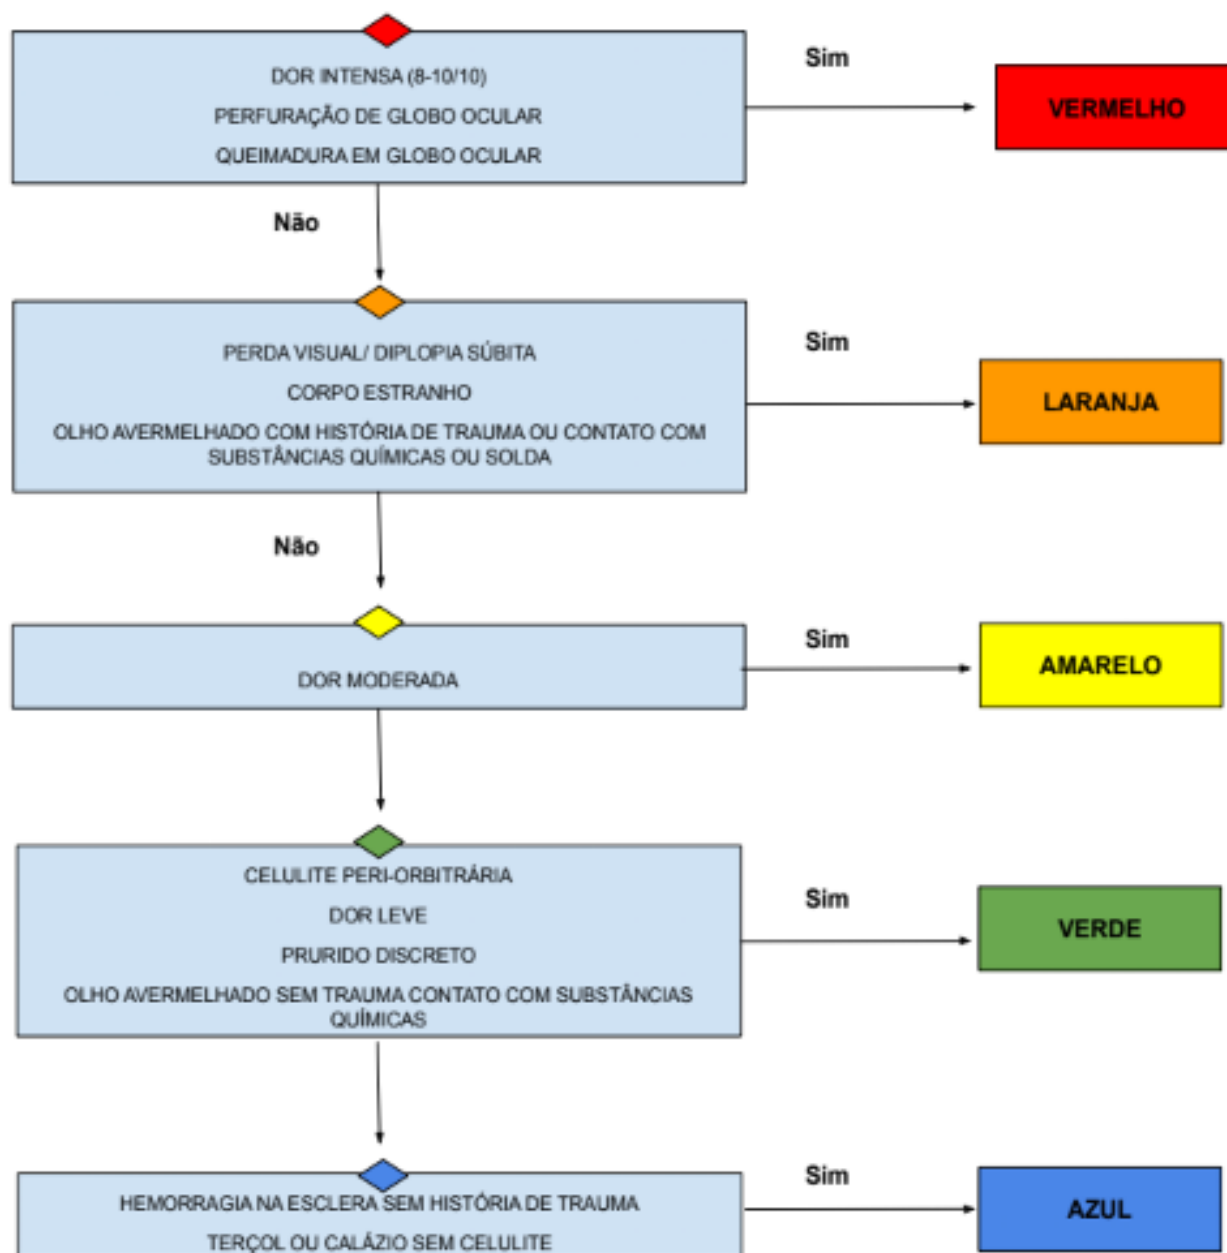 DOR INTENSA (8-10/10)
PERFURAÇÃO DE GLOBO OCULAR
QUEIMADURA EM GLOBO OCULAR
Sim
VERMELHO
Não
PERDA VISUAL/ DIPLOPIA SÚBITA
CORPO ESTRANHO
OLHO AVERMELHADO COM HISTÓRIA DE TRAUMA OU CONTATO COM
SUBSTÂNCIAS QUÍMICAS OU SOLDA
Sim
LARANJA
Não
DOR MODERADA
Sim
AMARELO
CELULITE PERI-ORBITRÁRIA
DOR LEVE
PRURIDO DISCRETO
OLHO AVERMELHADO SEM TRAUMA CONTATO COM SUBSTÂNCIAS
QUÍMICAS
Sim
VERDE
HEMORRAGIA NA ESCLERA SEM HISTÓRIA DE TRAUMA
TERÇOL OU CALÁZIO SEM CELULITE
Sim
AZUL